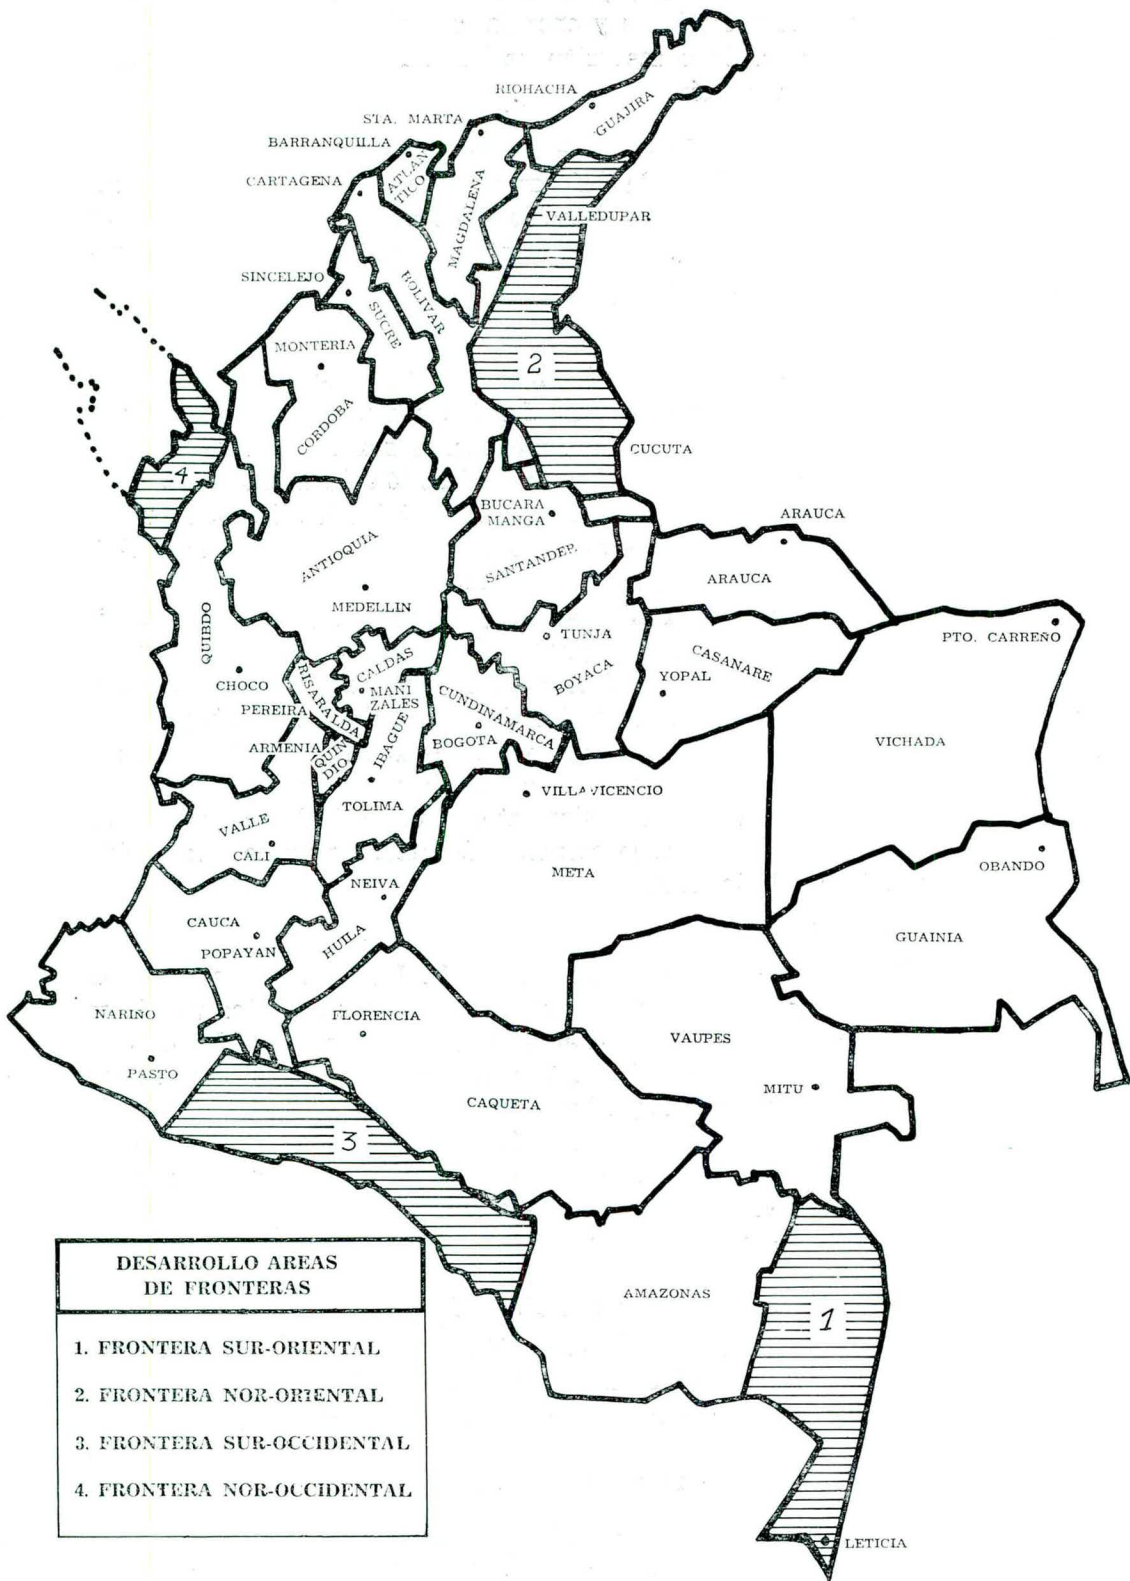 RIOHACHA
GUAJIRA
STA. MARTA
BARRANQUILLA
ATLAN
TICO
CARTAGENA
MAGDALENA
VALLEDUPAR
SINCELEJO
BOLIVAR
SUCRE
MONTERIA
2
CORDOBA
CUCUTA
4
BUCARA
MANGA
ARAUCA
ANTIOQUIA
SANTANDER
ARAUCA
MEDELLIN
QUIBDO
TUNJA
PTO. CARREÑO
CALDAS
CASANARE
BOYACA
YOPAL
CHOCO
RISARALDA
MANI
ZALES
CUNDINAMARCA
PEREIRA
IBAGUE
BOGOTA
VICHADA
ARMENIA
QUIN
DIO
VILLAVICENCIO
TOLIMA
VALLE
CALI
OBANDO
META
NEIVA
CAUCA
POPAYAN
HUILA
GUAINIA
NARIÑO
FLORENCIA
VAUPES
PASTO
MITU
CAQUETA
3
AMAZONAS
1
DESARROLLO AREAS
DE FRONTERAS
1. FRONTERA SUR-ORIENTAL
2. FRONTERA NOR-ORIENTAL
3. FRONTERA SUR-OCCIDENTAL
4. FRONTERA NOR-OCCIDENTAL
LETICIA